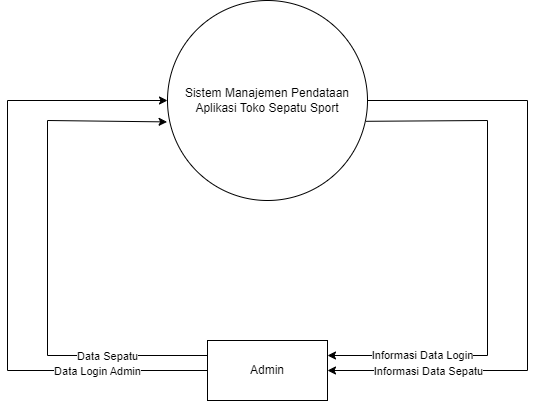 Sistem Manajemen Pendataan
Aplikasi Toko Sepatu Sport
Data Sepatu
Data Login Admin
Admin
Informasi Data Login
Informasi Data Sepatu